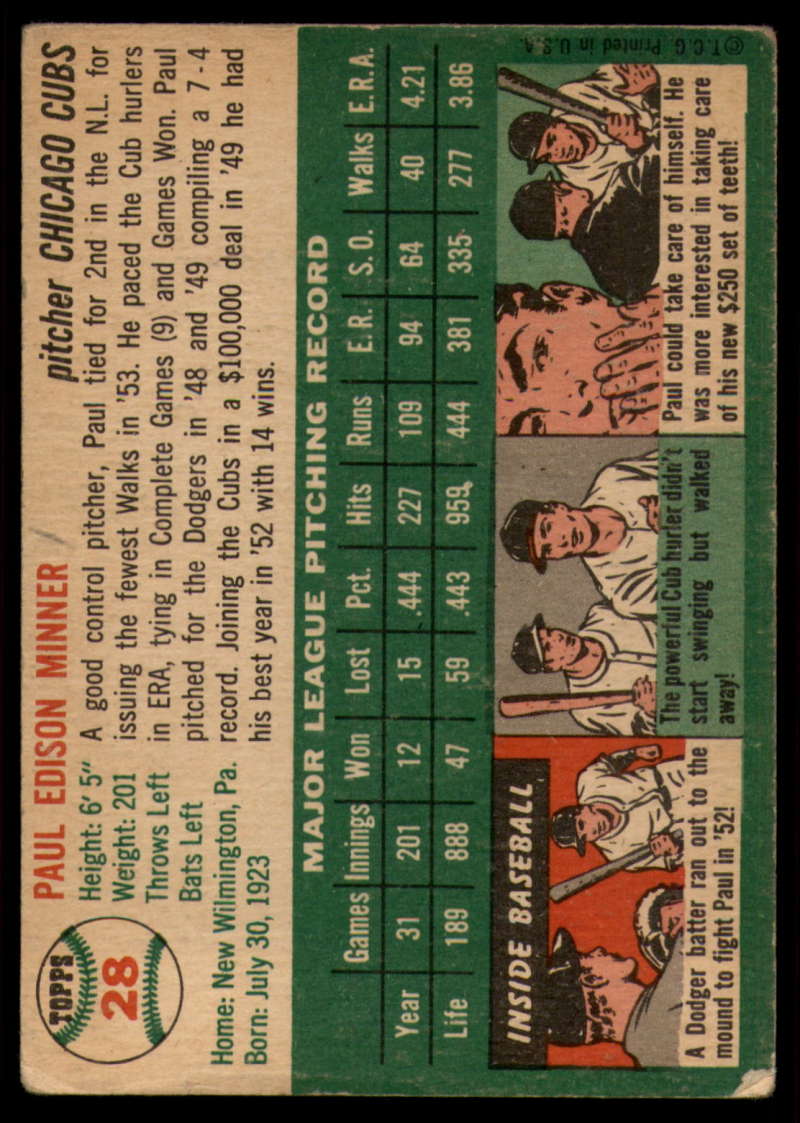 TOPPS
28
PAUL EDISON MINNER
pitcher CHICAGO CUBS
Height: 6' 5"
Weight: 201
Throws Left
Bats Left
Home: New Wilmington, Pa.
Born: July 30, 1923
A good control pitcher, Paul tied for 2nd in the N.L. for
issuing the fewest Walks in '53. He paced the Cub hurlers
in ERA, tying in Complete Games (9) and Games Won. Paul
pitched for the Dodgers in '48 and '49 compiling a 7-4
record. Joining the Cubs in a $100,000 deal in '49 he had
his best year in '52 with 14 wins.
MAJOR LEAGUE PITCHING RECORD
Games Innings Won Lost Pct. Hits Runs E.R. S.O. Walks E.R.A.
Year 31 201 12 15 .444 227 109 94 64 40 4.21
Life 189 888 47 59 .443 959 444 381 335 277 3.86
INSIDE BASEBALL
A Dodger batter ran out to the
mound to fight Paul in '52!
The powerful Cub hurler didn't
start swinging but walked
away!
Paul could take care of himself. He
was more interested in taking care
of his new $250 set of teeth!
©T.C.G. Printed in U.S.A.